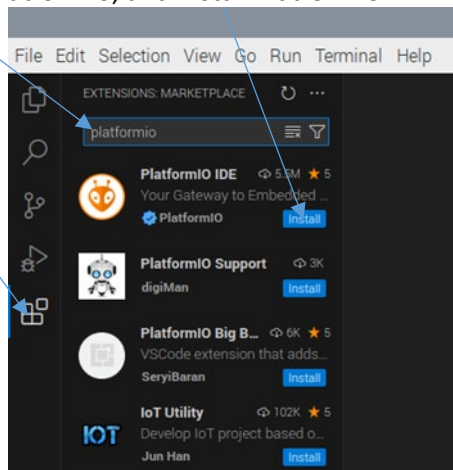 File Edit Selection View Go Run Terminal Help
EXTENSIONS: MARKETPLACE ...
platformio
PlatformIO IDE 5.5M ★ 5
Your Gateway to Embedded ...
PlatformIO Install
PlatformIO Support 3K
digiMan Install
PlatformIO Big B... 6K ★ 5
VSCode extension that adds...
SeryiBaran Install
IoT Utility 102K ★ 5
IOT Develop IoT project based o...
Jun Han Install